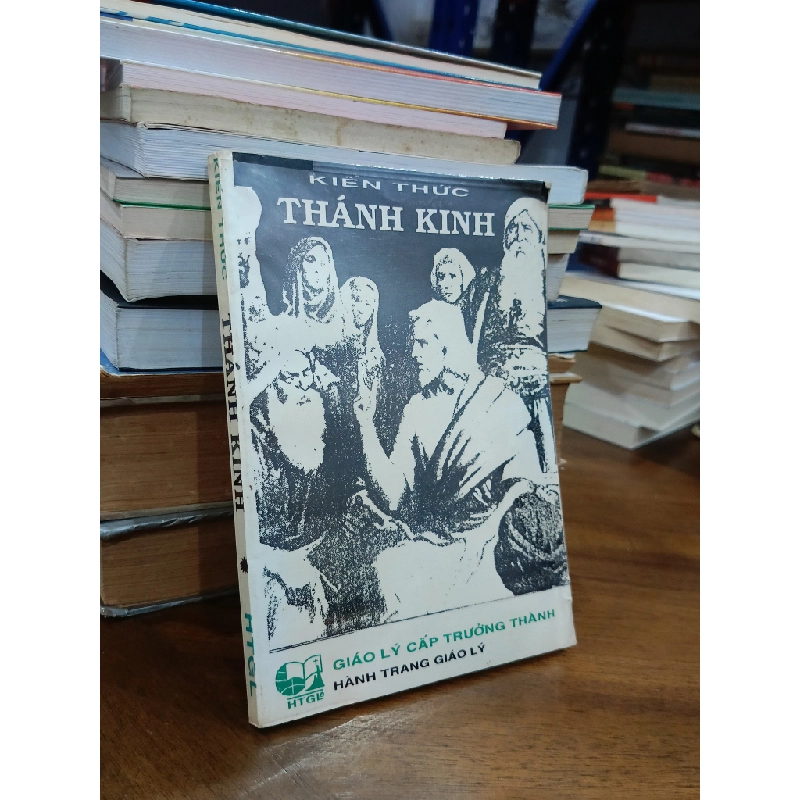 KIẾN THỨC
THÁNH KINH
GIÁO LÝ CẤP TRƯỞNG THÀNH
HÀNH TRANG GIÁO LÝ
HTGL
KIẾN THỨC THÁNH KINH * HTGL